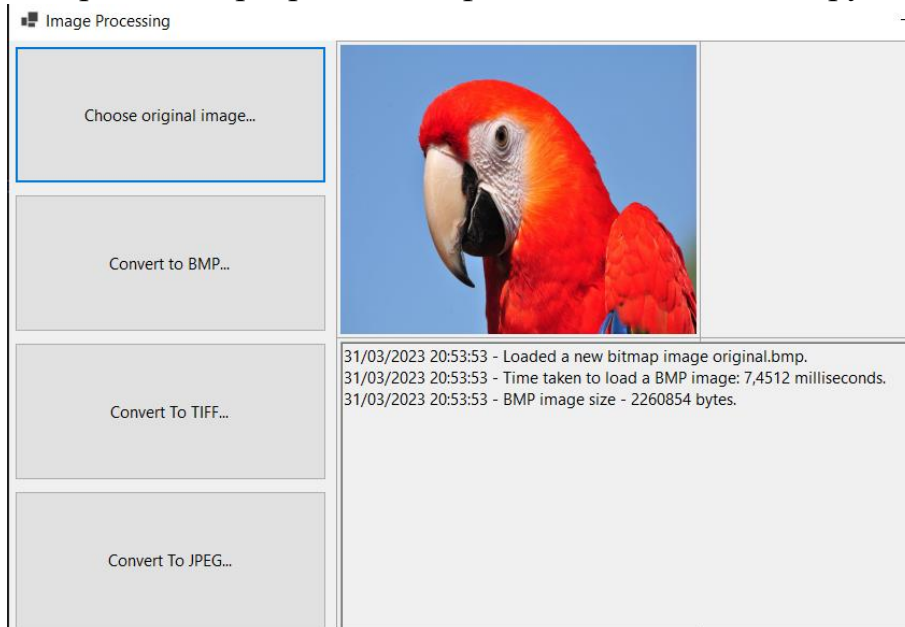 Image Processing
Choose original image...
Convert to BMP...
Convert To TIFF...
Convert To JPEG...
31/03/2023 20:53:53 - Loaded a new bitmap image original.bmp.
31/03/2023 20:53:53 - Time taken to load a BMP image: 7,4512 milliseconds.
31/03/2023 20:53:53 - BMP image size - 2260854 bytes.